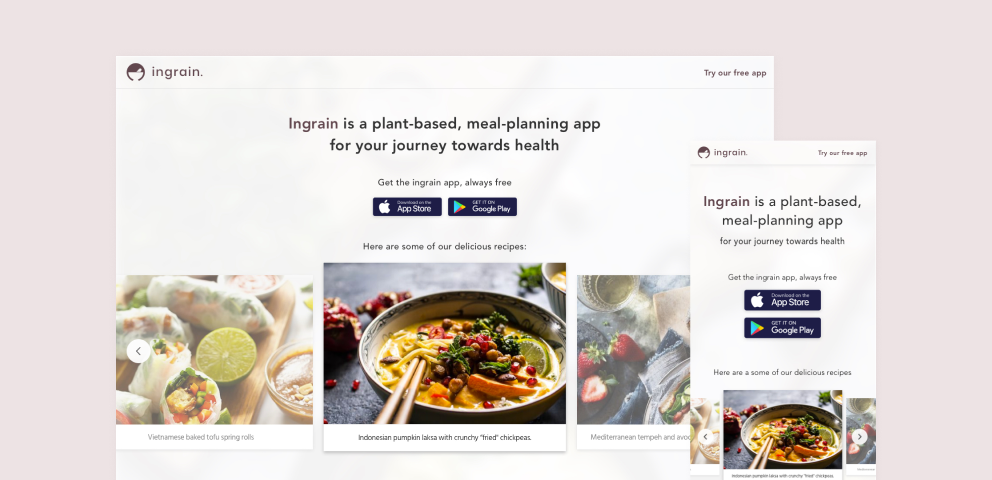 ingrain.
Try our free app
Ingrain is a plant-based, meal-planning app
for your journey towards health
Get the ingrain app, always free
Download on the
App Store
GET IT ON
Google Play
Here are some of our delicious recipes:
Vietnamese baked tofu spring rolls
Indonesian pumpkin laksa with crunchy "fried" chickpeas.
Mediterranean tempeh and
ingrain.
Try our free app
Ingrain is a plant-based,
meal-planning app
for your journey towards health
Get the ingrain app, always free
Download on the
App Store
GET IT ON
Google Play
Here are a some of our delicious recipes
Indonesian pumpkin laksa with crunchy "fried" chickpeas.